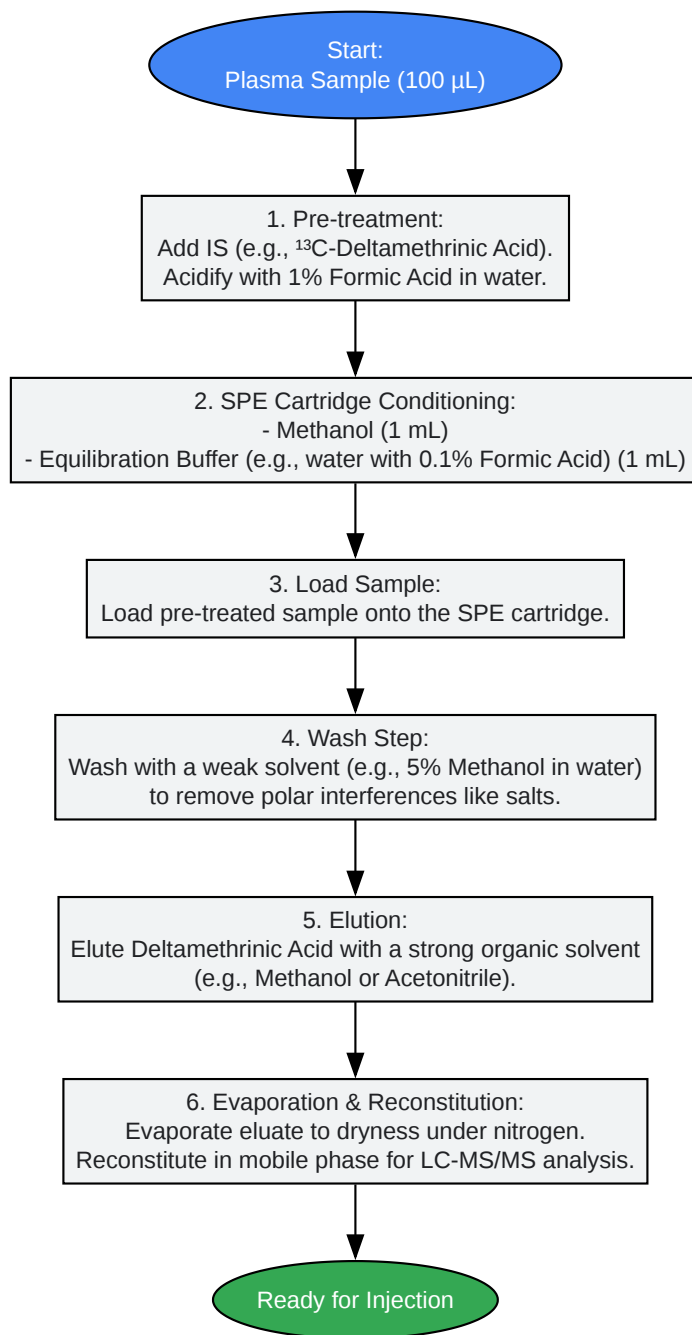 Start:
Plasma Sample (100 µL)
1. Pre-treatment:
Add IS (e.g., ¹³C-Deltamethrinic Acid).
Acidify with 1% Formic Acid in water.
2. SPE Cartridge Conditioning:
- Methanol (1 mL)
- Equilibration Buffer (e.g., water with 0.1% Formic Acid) (1 mL)
3. Load Sample:
Load pre-treated sample onto the SPE cartridge.
4. Wash Step:
Wash with a weak solvent (e.g., 5% Methanol in water)
to remove polar interferences like salts.
5. Elution:
Elute Deltamethrinic Acid with a strong organic solvent
(e.g., Methanol or Acetonitrile).
6. Evaporation & Reconstitution:
Evaporate eluate to dryness under nitrogen.
Reconstitute in mobile phase for LC-MS/MS analysis.
Ready for Injection